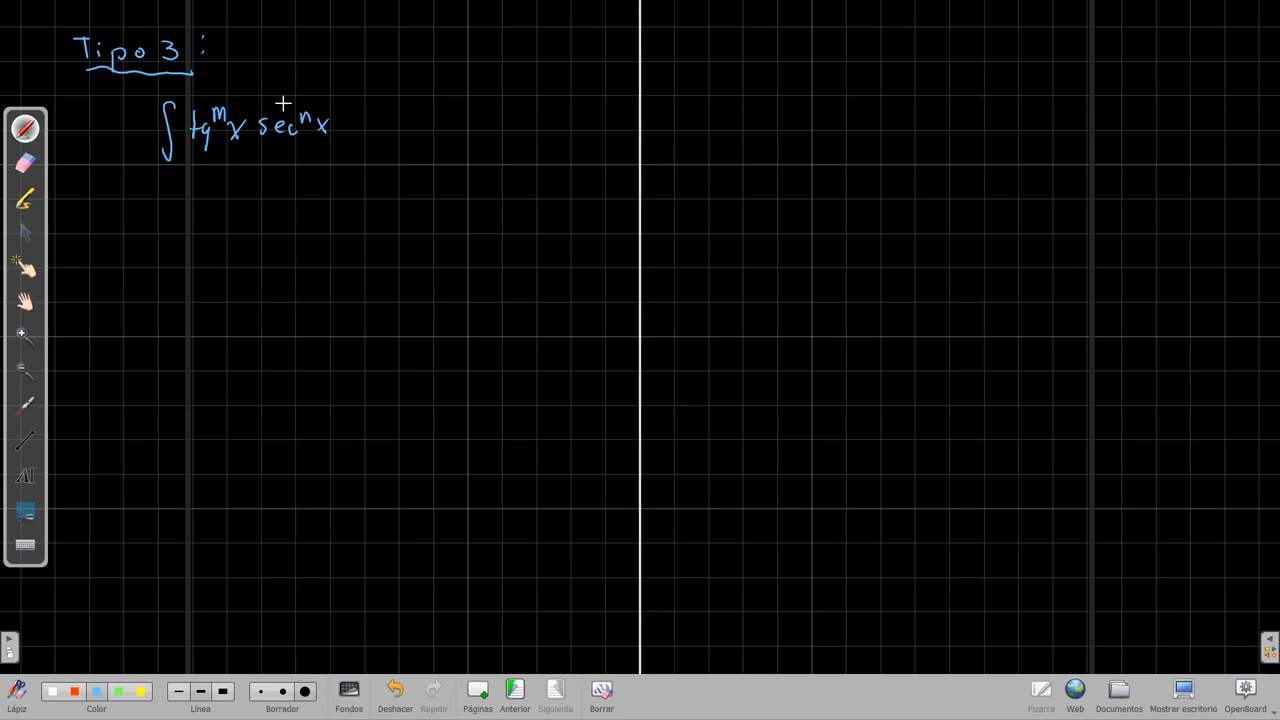 Tipo 3 :
∫ tg^m x sec^n x
AI
Lápiz
Color
Línea
Borrador
Fondos
Deshacer
Repetir
Páginas
Anterior
Siguiente
Borrar
Pizarra
Web
Documentos
Mostrar escritorio
OpenBoard